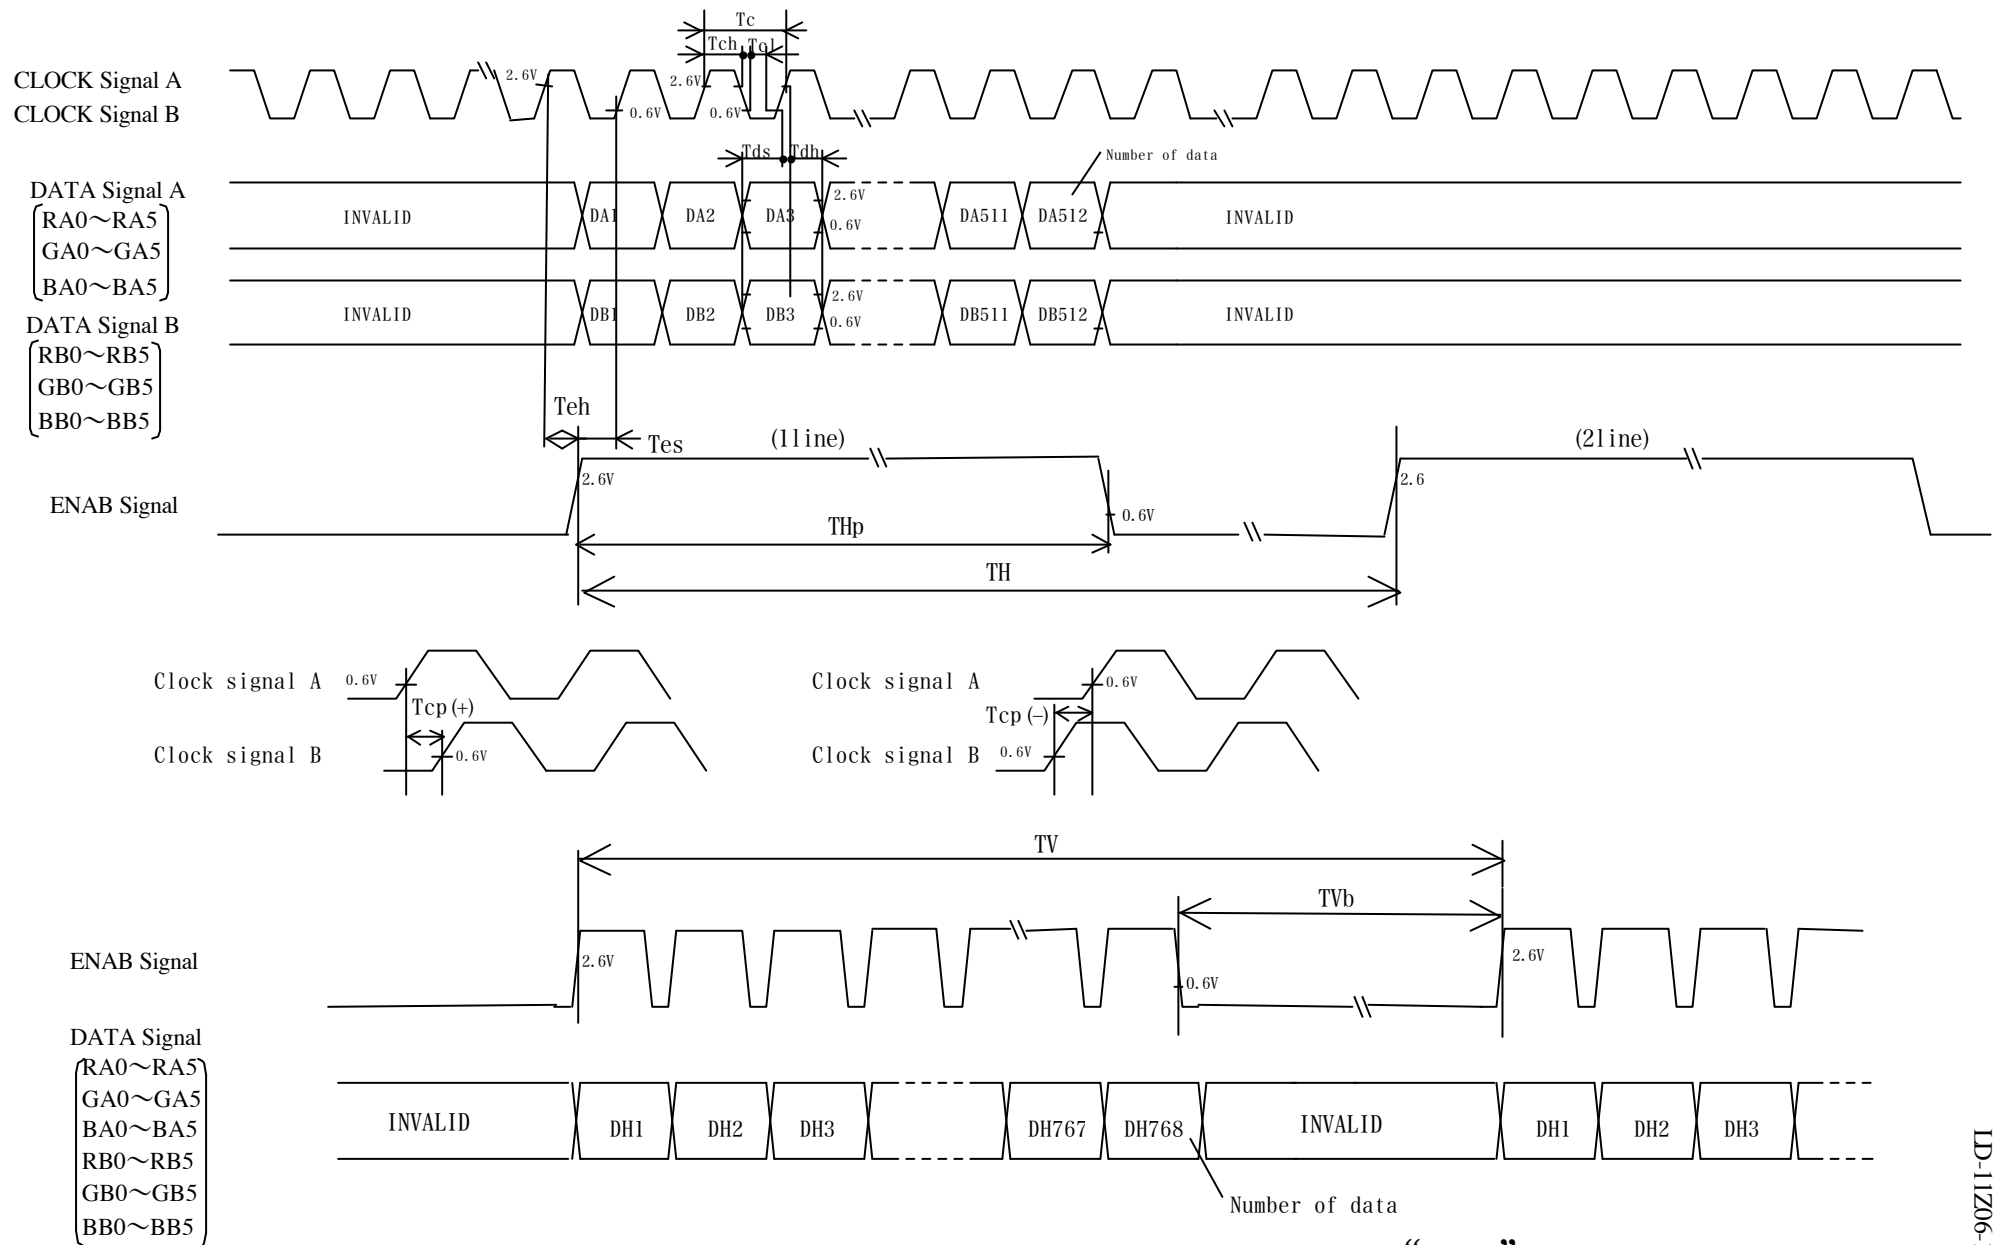 Tc
Tch Tcl
CLOCK Signal A
2.6V
2.6V
CLOCK Signal B
0.6V
0.6V
Tds Tdh
Number of data
DATA Signal A
RA0～RA5
GA0～GA5
BA0～BA5
INVALID DA1 DA2 DA3 DA511 DA512 INVALID
2.6V
0.6V
DATA Signal B
RB0～RB5
GB0～GB5
BB0～BB5
INVALID DB1 DB2 DB3 DB511 DB512 INVALID
2.6V
0.6V
Teh
Tes
(1line)
(2line)
ENAB Signal
2.6V
0.6V
2.6
THp
TH
Clock signal A 0.6V
Tcp(+)
Clock signal B 0.6V
Clock signal A 0.6V
Tcp(−)
Clock signal B 0.6V
TV
TVb
ENAB Signal
2.6V
0.6V
2.6V
DATA Signal
RA0～RA5
GA0～GA5
BA0～BA5
RB0～RB5
GB0～GB5
BB0～BB5
INVALID DH1 DH2 DH3 DH767 DH768 INVALID DH1 DH2 DH3
Number of data
LD-11Z06-